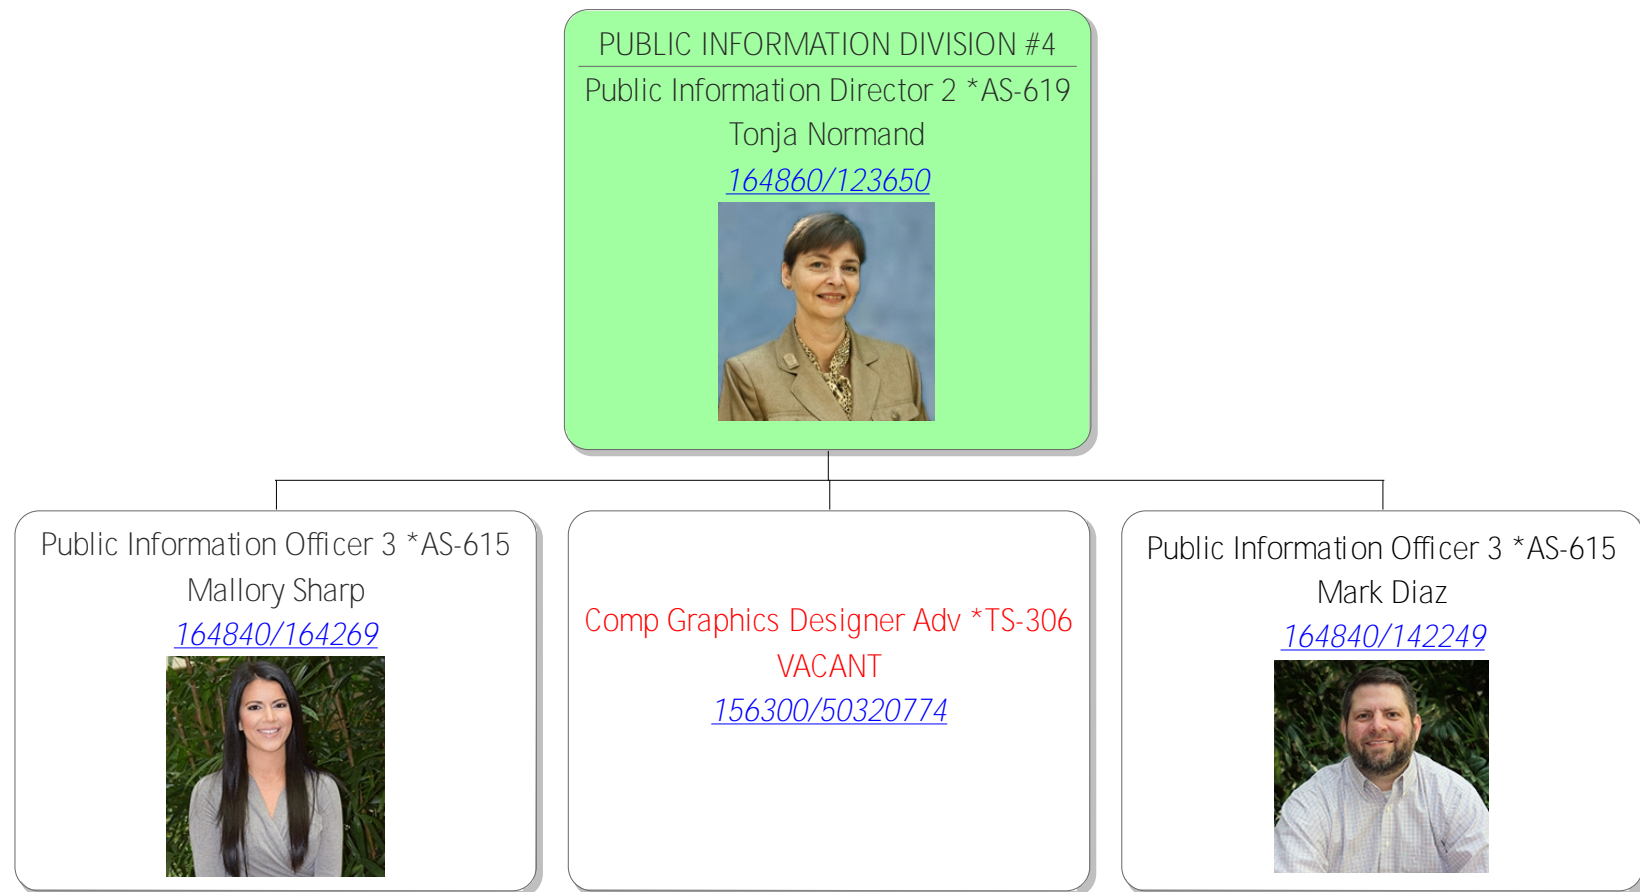 PUBLIC INFORMATION DIVISION #4
Public Information Director 2 *AS-619
Tonja Normand
164860/123650
Public Information Officer 3 *AS-615
Mallory Sharp
164840/164269
Comp Graphics Designer Adv *TS-306
VACANT
156300/50320774
Public Information Officer 3 *AS-615
Mark Diaz
164840/142249